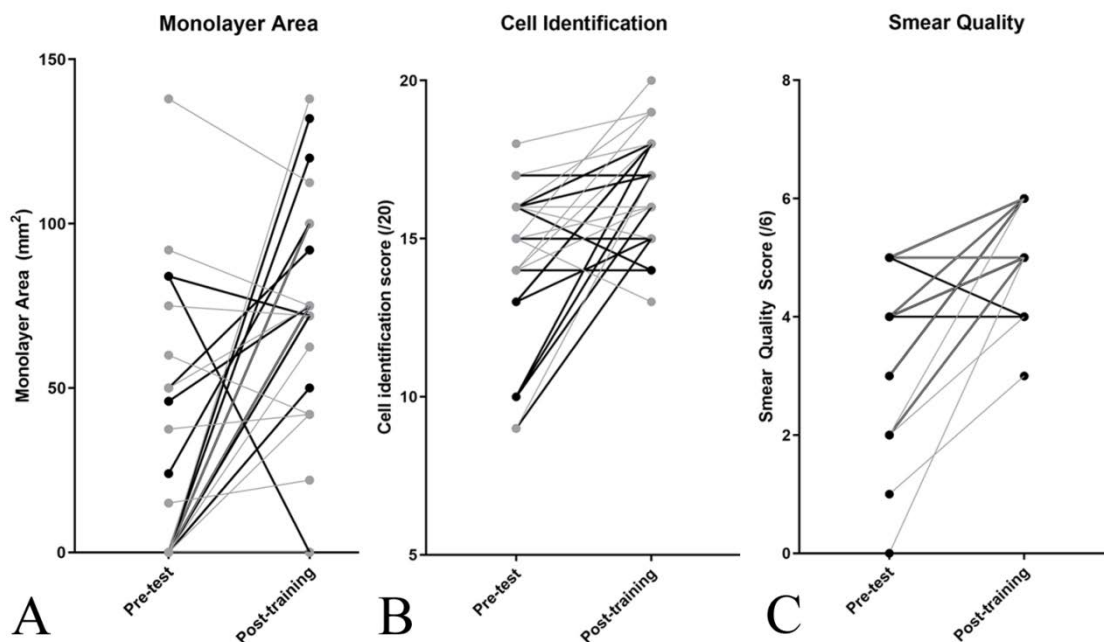 Monolayer Area
Monolayer Area (mm²)
150
100
50
0
Pre-test
Post-training
A
Cell Identification
Cell identification score (/20)
20
15
10
5
Pre-test
Post-training
B
Smear Quality
Smear Quality Score (/6)
8
6
4
2
0
Pre-test
Post-training
C